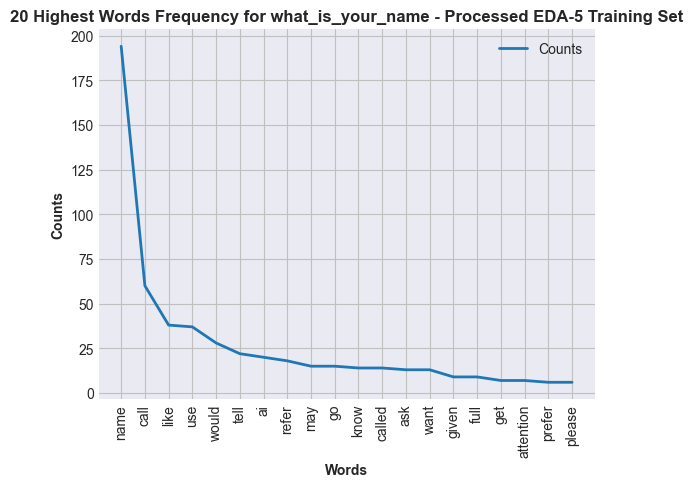 20 Highest Words Frequency for what_is_your_name - Processed EDA-5 Training Set
Counts
200
175
150
125
100
75
50
25
0
Counts
name
call
like
use
would
tell
ai
refer
may
go
know
called
ask
want
given
full
get
attention
prefer
please
Words